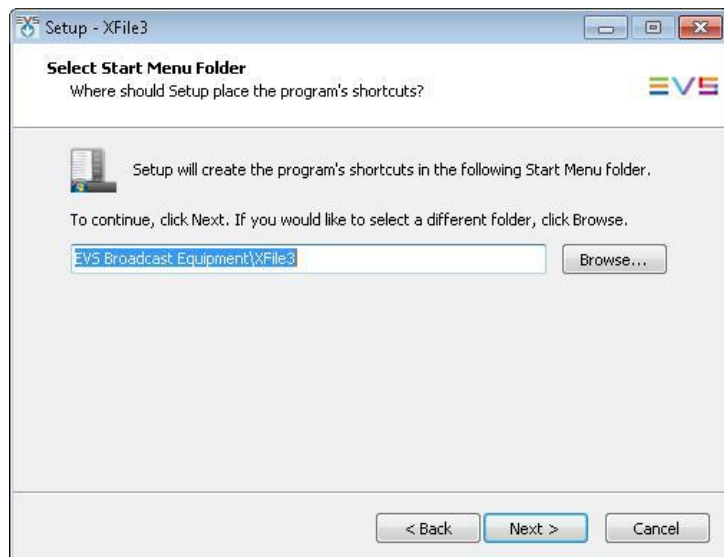 EVS Setup - XFile3
Select Start Menu Folder
Where should Setup place the program's shortcuts?
EVS
Setup will create the program's shortcuts in the following Start Menu folder.
To continue, click Next. If you would like to select a different folder, click Browse.
EVS Broadcast Equipment\XFile3
Browse...
< Back
Next >
Cancel